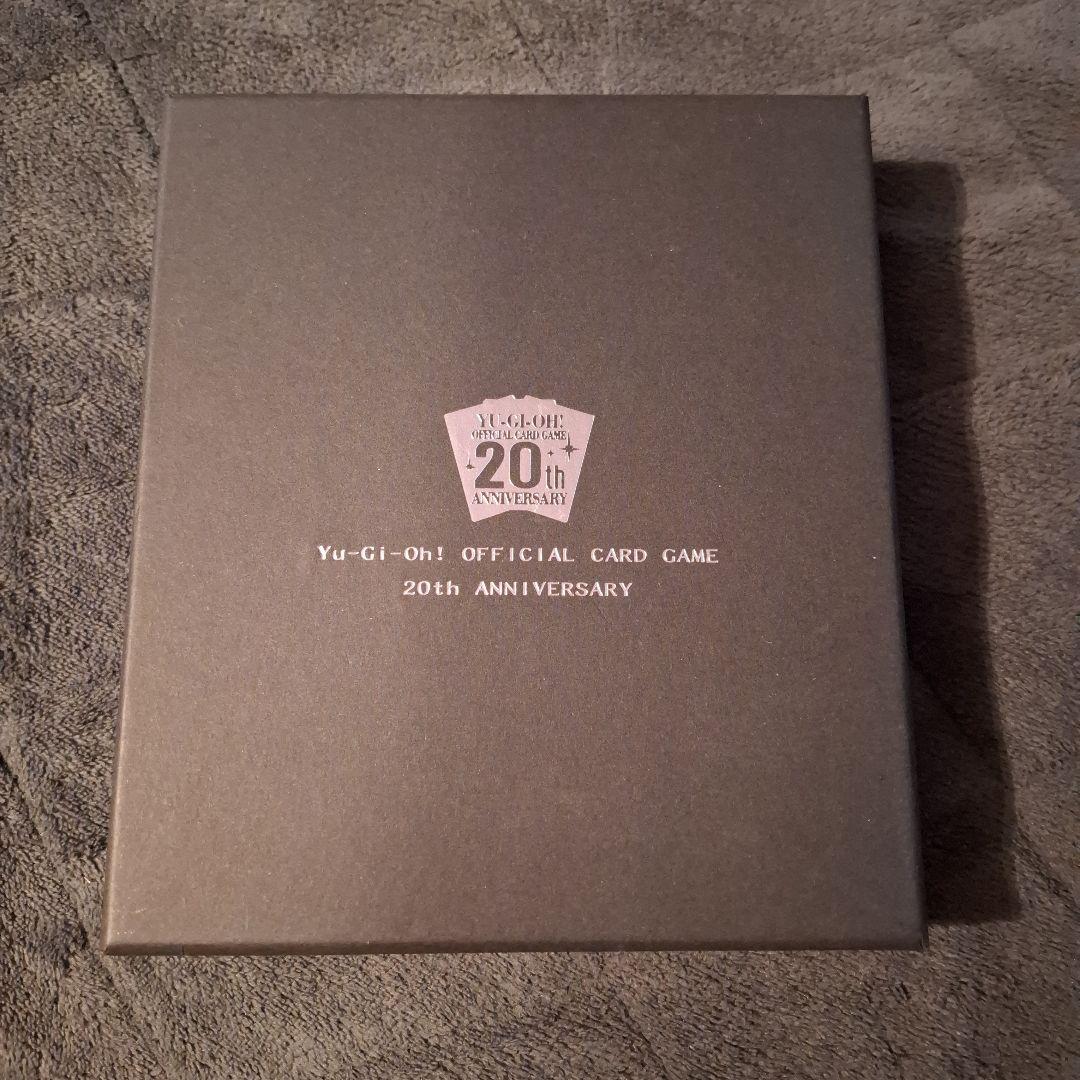 YU-GI-OH!
OFFICIAL CARD GAME
20th
ANNIVERSARY
Yu-Gi-Oh! OFFICIAL CARD GAME
20th ANNIVERSARY